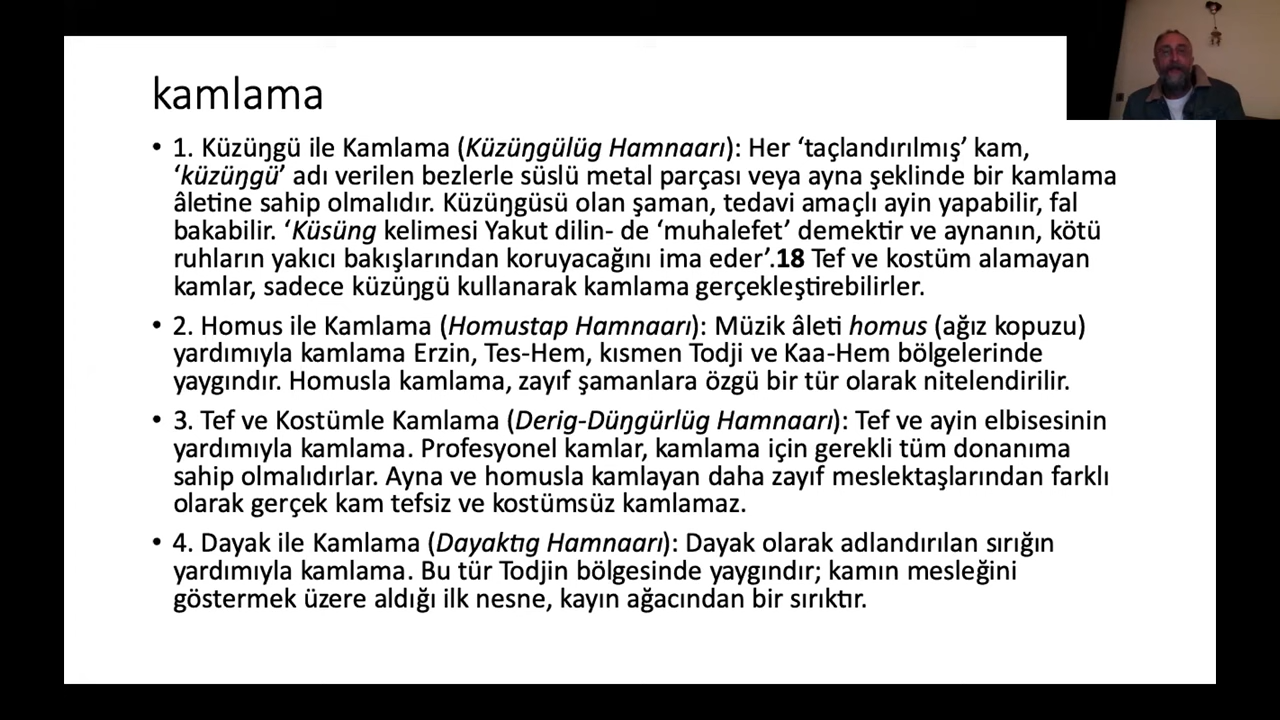 kamlama
• 1. Küzüŋgü ile Kamlama (Küzüŋgülüg Hamnaarı): Her ‘taçlandırılmış’ kam,
‘küzüŋgü’ adı verilen bezlerle süslü metal parçası veya ayna şeklinde bir kamlama
âletine sahip olmalıdır. Küzüŋgüsü olan şaman, tedavi amaçlı ayin yapabilir, fal
bakabilir. ‘Küsüng kelimesi Yakut dilin- de ‘muhalefet’ demektir ve aynanın, kötü
ruhların yakıcı bakışlarından koruyacağını ima eder’.18 Tef ve kostüm alamayan
kamlar, sadece küzüŋgü kullanarak kamlama gerçekleştirebilirler.
• 2. Homus ile Kamlama (Homustap Hamnaarı): Müzik âleti homus (ağız kopuzu)
yardımıyla kamlama Erzin, Tes-Hem, kısmen Todji ve Kaa-Hem bölgelerinde
yaygındır. Homusla kamlama, zayıf şamanlara özgü bir tür olarak nitelendirilir.
• 3. Tef ve Kostümle Kamlama (Derig-Düŋgürlüg Hamnaarı): Tef ve ayin elbisesinin
yardımıyla kamlama. Profesyonel kamlar, kamlama için gerekli tüm donanıma
sahip olmalıdırlar. Ayna ve homusla kamlayan daha zayıf meslektaşlarından farklı
olarak gerçek kam tefsiz ve kostümsüz kamlamaz.
• 4. Dayak ile Kamlama (Dayaktıg Hamnaarı): Dayak olarak adlandırılan sırığın
yardımıyla kamlama. Bu tür Todjin bölgesinde yaygındır; kamın mesleğini
göstermek üzere aldığı ilk nesne, kayın ağacından bir sırıktır.